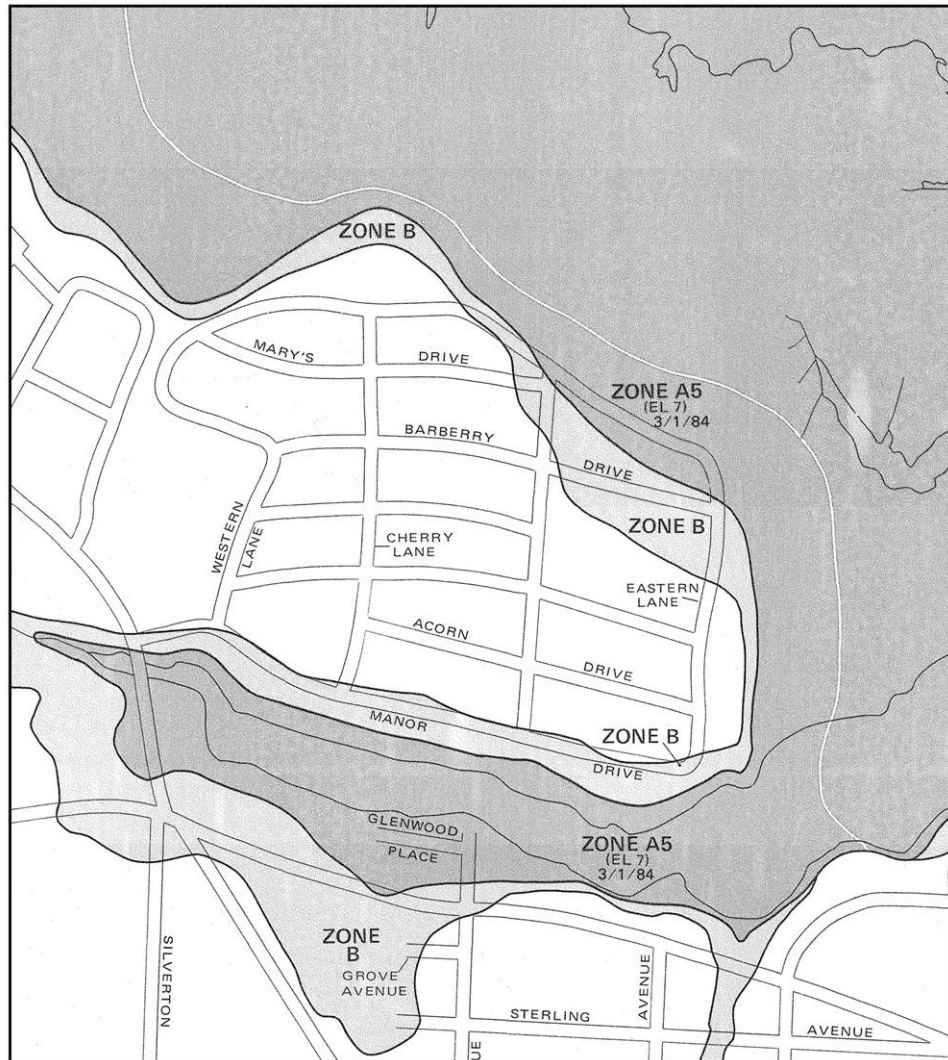 ZONE B
MARY'S
DRIVE
ZONE A5
(EL 7)
3/1/84
BARBERRY
DRIVE
ZONE B
WESTERN
LANE
CHERRY
LANE
EASTERN
LANE
ACORN
DRIVE
MANOR
ZONE B
DRIVE
GLENWOOD
PLACE
ZONE A5
(EL 7)
3/1/84
ZONE
B
SILVERTON
GROVE
AVENUE
AVENUE
STERLING
AVENUE
UE